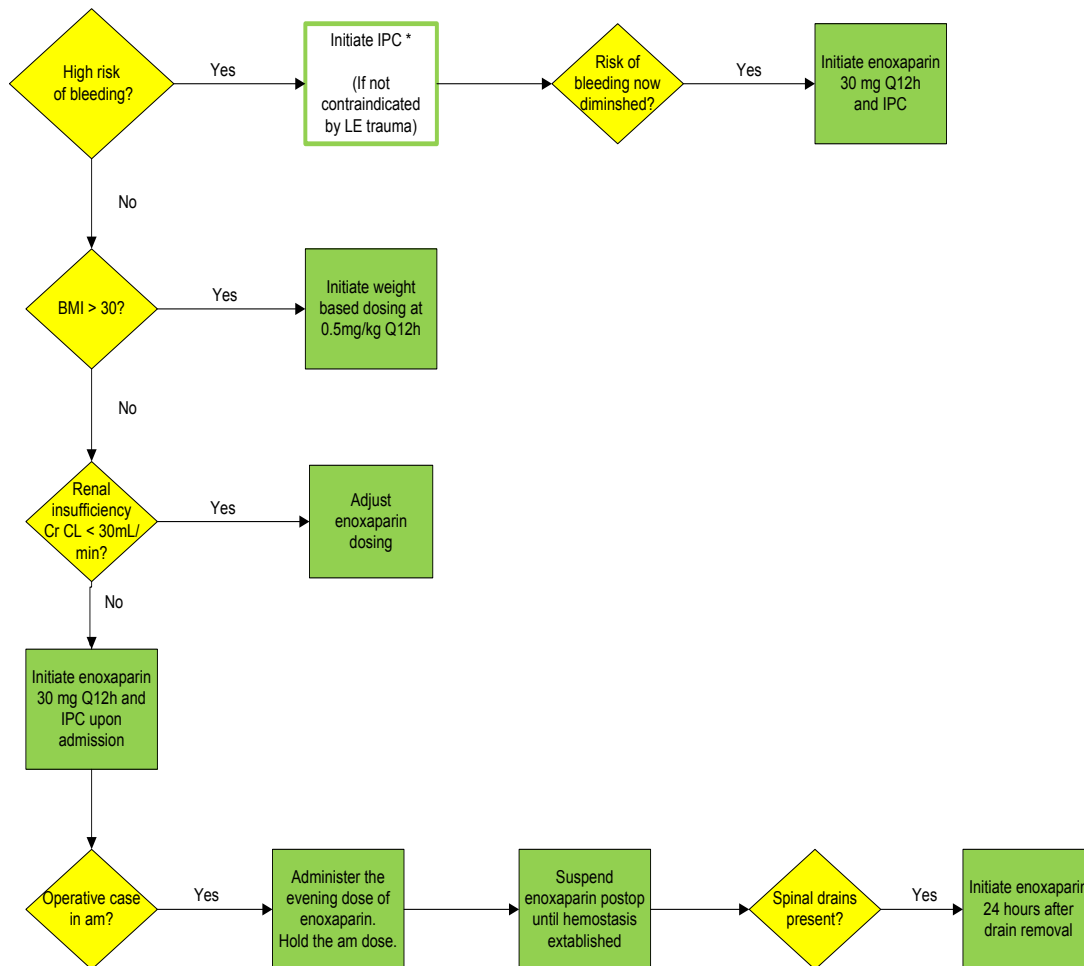 High risk
of bleeding?
Yes
Initiate IPC *
(If not
contraindicated
by LE trauma)
Risk of
bleeding now
diminshed?
Yes
Initiate enoxaparin
30 mg Q12h
and IPC
No
BMI > 30?
Yes
Initiate weight
based dosing at
0.5mg/kg Q12h
No
Renal
insufficiency
Cr CL < 30mL/
min?
Yes
Adjust
enoxaparin
dosing
No
Initiate enoxaparin
30 mg Q12h and
IPC upon
admission
Operative case
in am?
Yes
Administer the
evening dose of
enoxaparin.
Hold the am dose.
Suspend
enoxaparin postop
until hemostasis
extablished
Spinal drains
present?
Yes
Initiate enoxaparin
24 hours after
drain removal